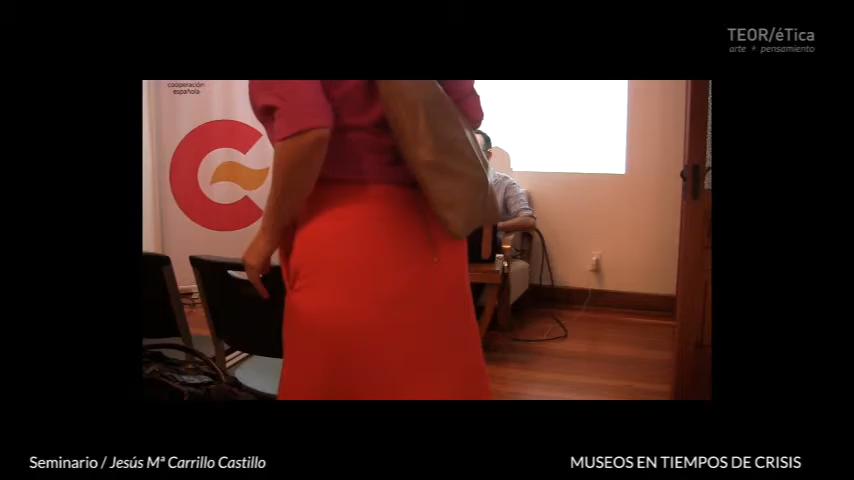 TEOR/éTica
arte + pensamiento
cooperación
española
Seminario / Jesús Mª Carrillo Castillo
MUSEOS EN TIEMPOS DE CRISIS